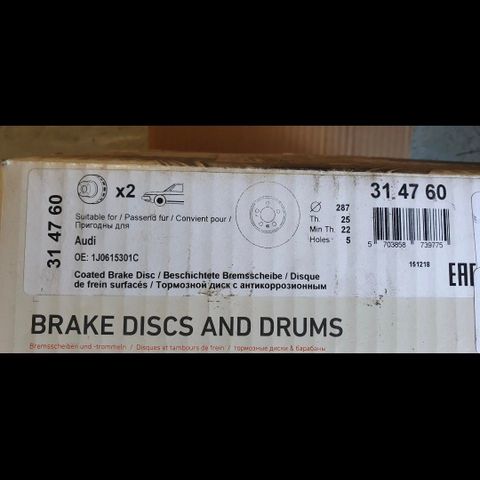 31 47 60
x2
Suitable for / Passend für / Convient pour /
Пригодны для
Audi
OE: 1J0615301C
Ø 287
Th. 25
Min Th. 22
Holes 5
31 47 60
5 703858 739775
151218
EAC
Coated Brake Disc / Beschichtete Bremsscheibe / Disque
de frein surfacés / Тормозной диск с антикоррозионным
BRAKE DISCS AND DRUMS
Bremsscheiben und -trommeln / Disques et tambours de frein / тормозные диски & барабаны